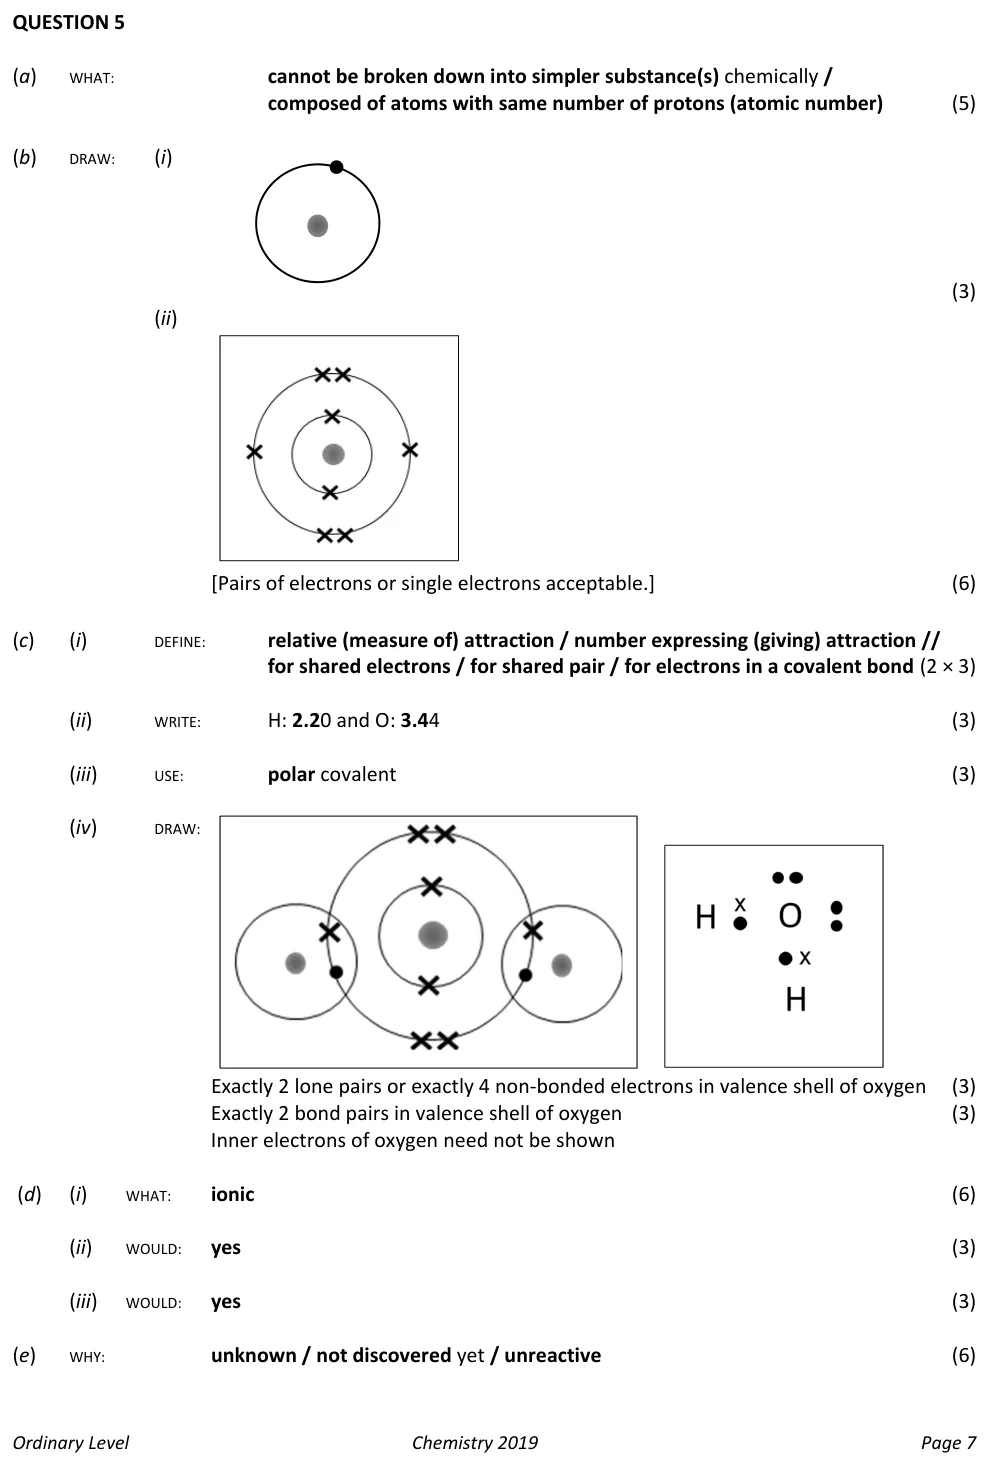 QUESTION 5
(a) WHAT: cannot be broken down into simpler substance(s) chemically /
composed of atoms with same number of protons (atomic number) (5)
(b) DRAW: (i)
(3)
(ii)
[Pairs of electrons or single electrons acceptable.] (6)
(c) (i) DEFINE: relative (measure of) attraction / number expressing (giving) attraction //
for shared electrons / for shared pair / for electrons in a covalent bond (2 × 3)
(ii) WRITE: H: 2.20 and O: 3.44 (3)
(iii) USE: polar covalent (3)
(iv) DRAW:
x
H O
x
H
Exactly 2 lone pairs or exactly 4 non-bonded electrons in valence shell of oxygen (3)
Exactly 2 bond pairs in valence shell of oxygen (3)
Inner electrons of oxygen need not be shown
(d) (i) WHAT: ionic (6)
(ii) WOULD: yes (3)
(iii) WOULD: yes (3)
(e) WHY: unknown / not discovered yet / unreactive (6)
Ordinary Level Chemistry 2019 Page 7